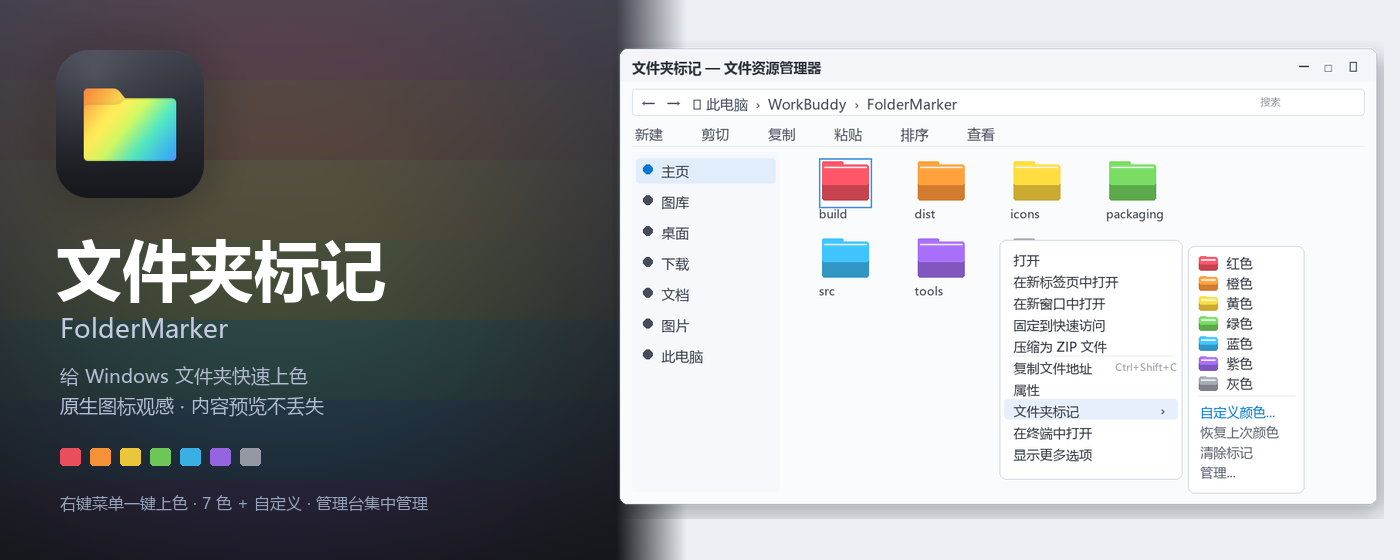 文件夹标记
FolderMarker
给 Windows 文件夹快速上色
原生图标观感 · 内容预览不丢失
右键菜单一键上色 · 7 色 + 自定义 · 管理台集中管理
文件夹标记 — 文件资源管理器
此电脑 › WorkBuddy › FolderMarker
搜索
新建 剪切 复制 粘贴 排序 查看
主页
图库
桌面
下载
文档
图片
此电脑
build dist icons packaging
src tools
打开
在新标签页中打开
在新窗口中打开
固定到快速访问
压缩为 ZIP 文件
复制文件地址 Ctrl+Shift+C
属性
文件夹标记 ›
在终端中打开
显示更多选项
红色
橙色
黄色
绿色
蓝色
紫色
灰色
自定义颜色...
恢复上次颜色
清除标记
管理...